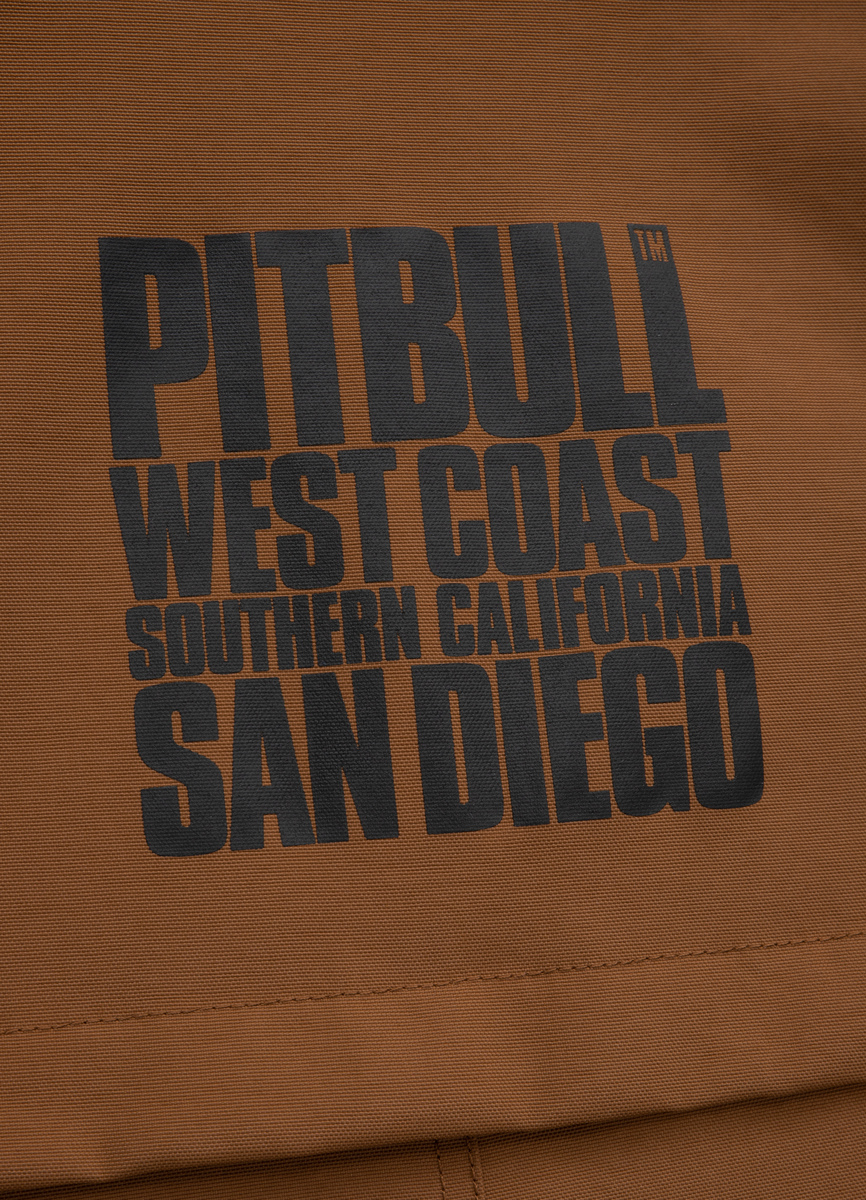 PITBULL™
WEST COAST
SOUTHERN CALIFORNIA
SAN DIEGO